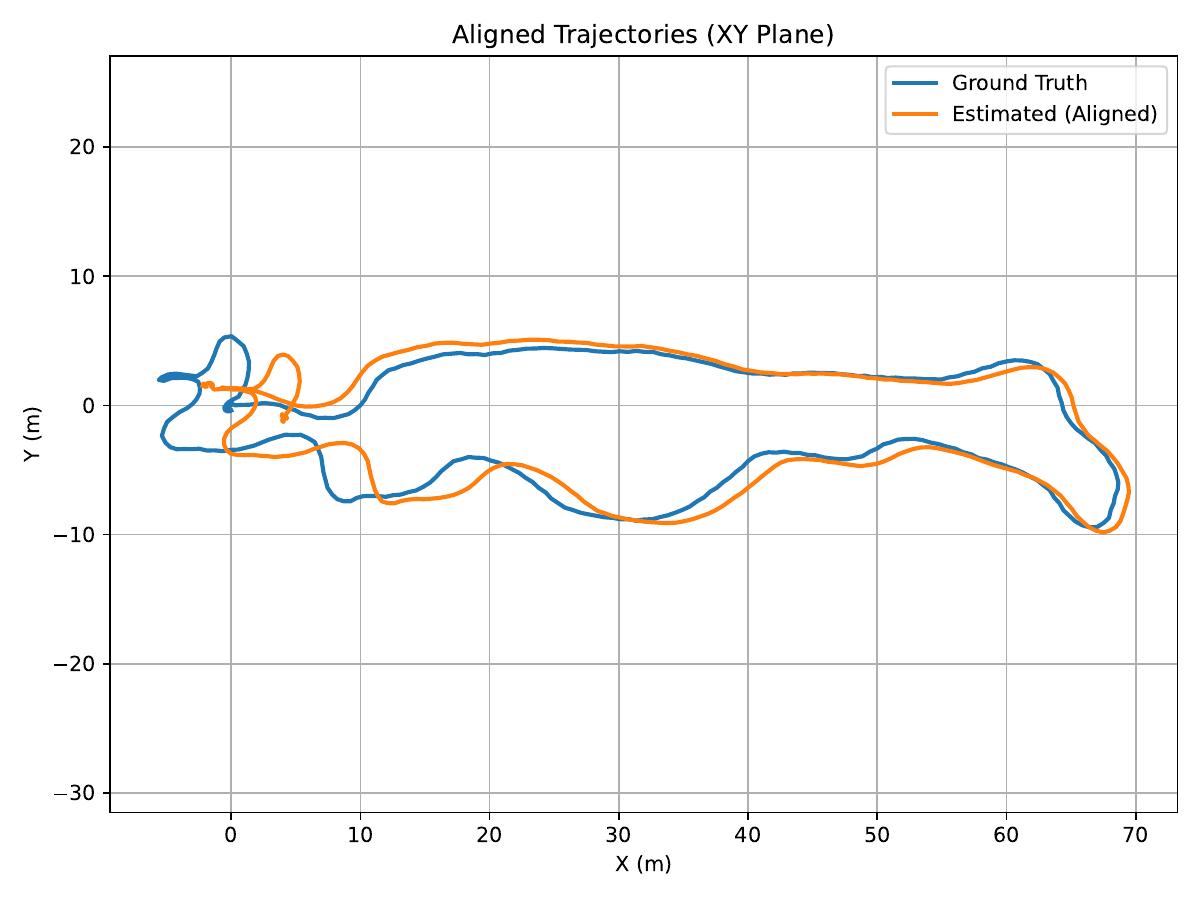 Aligned Trajectories (XY Plane)
Ground Truth
Estimated (Aligned)
20
10
0
−10
−20
−30
Y (m)
0 10 20 30 40 50 60 70
X (m)